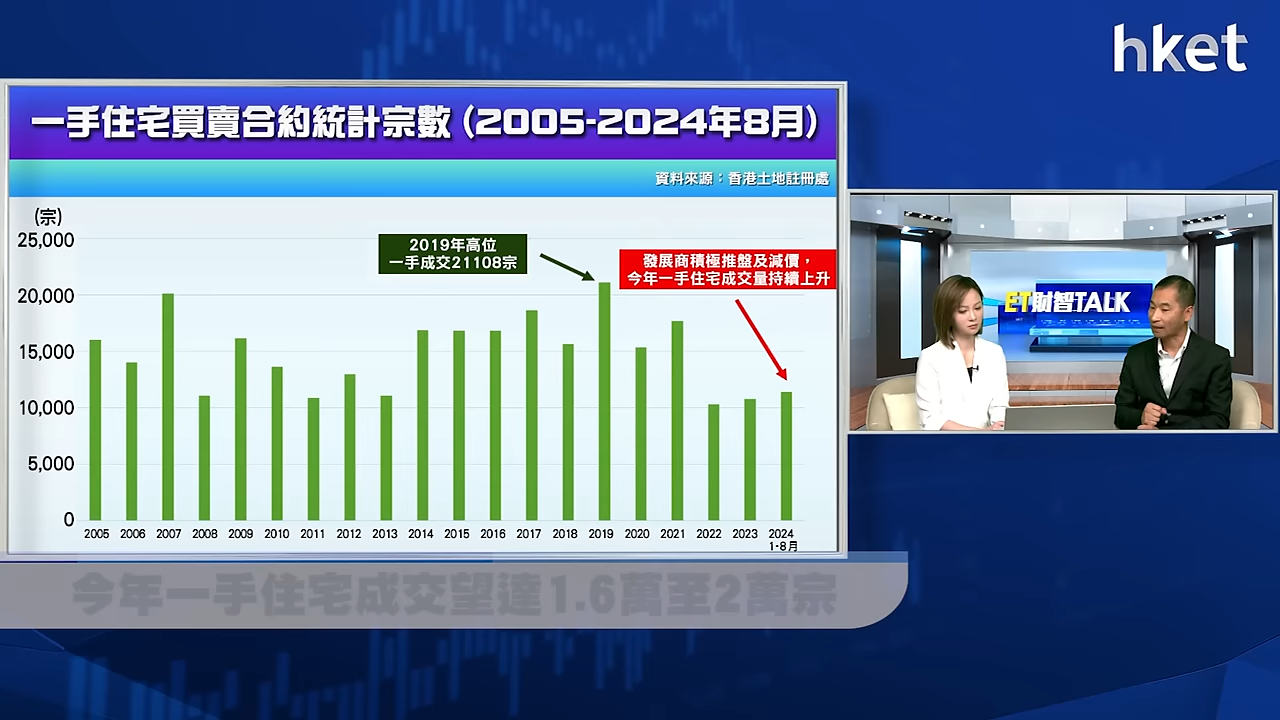 hket
一手住宅買賣合約統計宗數 (2005-2024年8月)
資料來源：香港土地註冊處
(宗)
25,000
20,000
15,000
10,000
5,000
0
2019年高位
一手成交21108宗
發展商積極推盤及減價，
今年一手住宅成交量持續上升
2005 2006 2007 2008 2009 2010 2011 2012 2013 2014 2015 2016 2017 2018 2019 2020 2021 2022 2023 2024
1-8月
ET財智TALK
今年一手住宅成交望達1.6萬至2萬宗